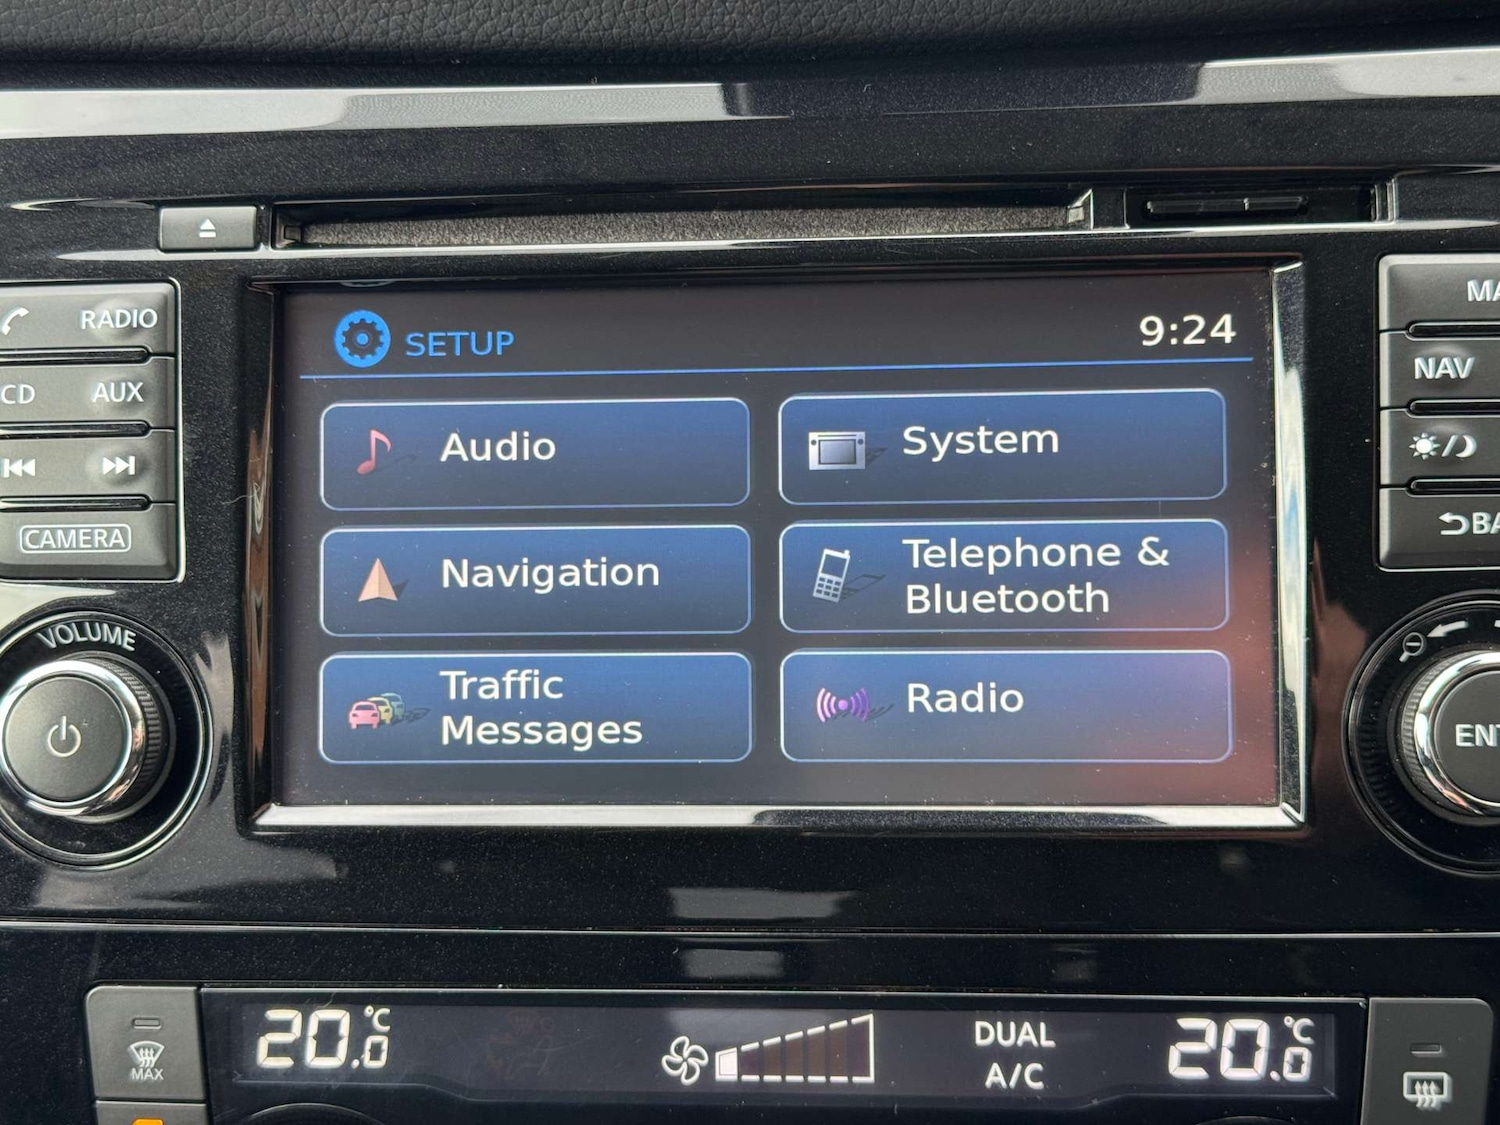 RADIO
CD AUX
CAMERA
VOLUME
SETUP
9:24
Audio
System
Navigation
Telephone &
Bluetooth
Traffic
Messages
Radio
NAV
20.0°C
DUAL
A/C
20.0°C
MAX